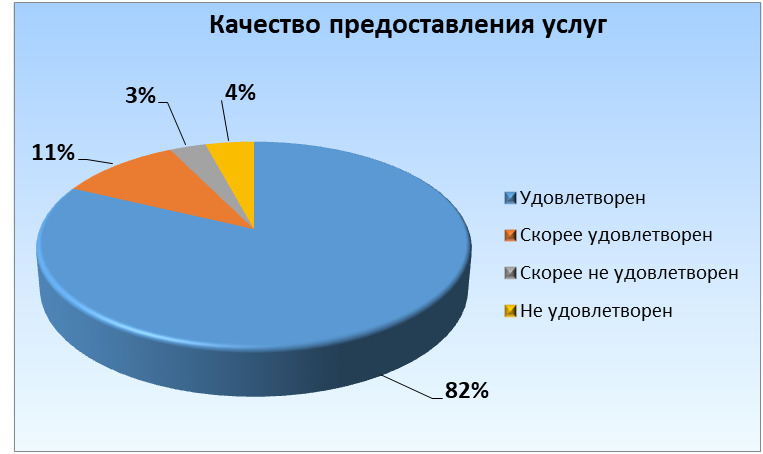 Качество предоставления услуг
4%
3%
11%
Удовлетворен
Скорее удовлетворен
Скорее не удовлетворен
Не удовлетворен
82%